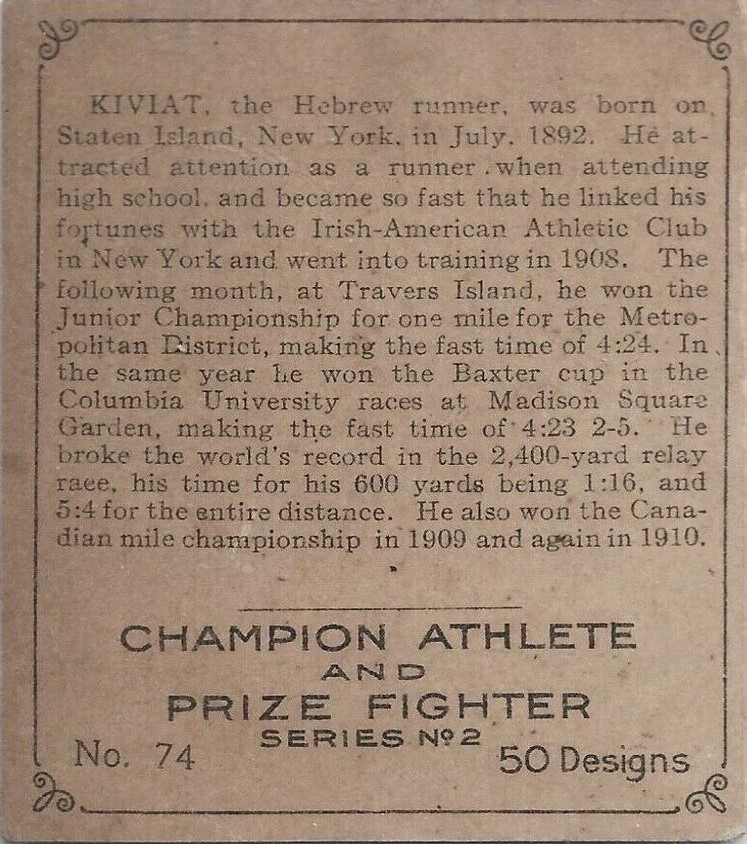 KIVIAT, the Hebrew runner, was born on
Staten Island, New York, in July, 1892. He at-
tracted attention as a runner when attending
high school, and became so fast that he linked his
fortunes with the Irish-American Athletic Club
in New York and went into training in 1908. The
following month, at Travers Island, he won the
Junior Championship for one mile for the Metro-
politan District, making the fast time of 4:24. In
the same year he won the Baxter cup in the
Columbia University races at Madison Square
Garden, making the fast time of 4:23 2-5. He
broke the world's record in the 2,400-yard relay
race, his time for his 600 yards being 1:16, and
5:4 for the entire distance. He also won the Cana-
dian mile championship in 1909 and again in 1910.
CHAMPION ATHLETE
AND
PRIZE FIGHTER
SERIES Nº 2
No. 74
50 Designs